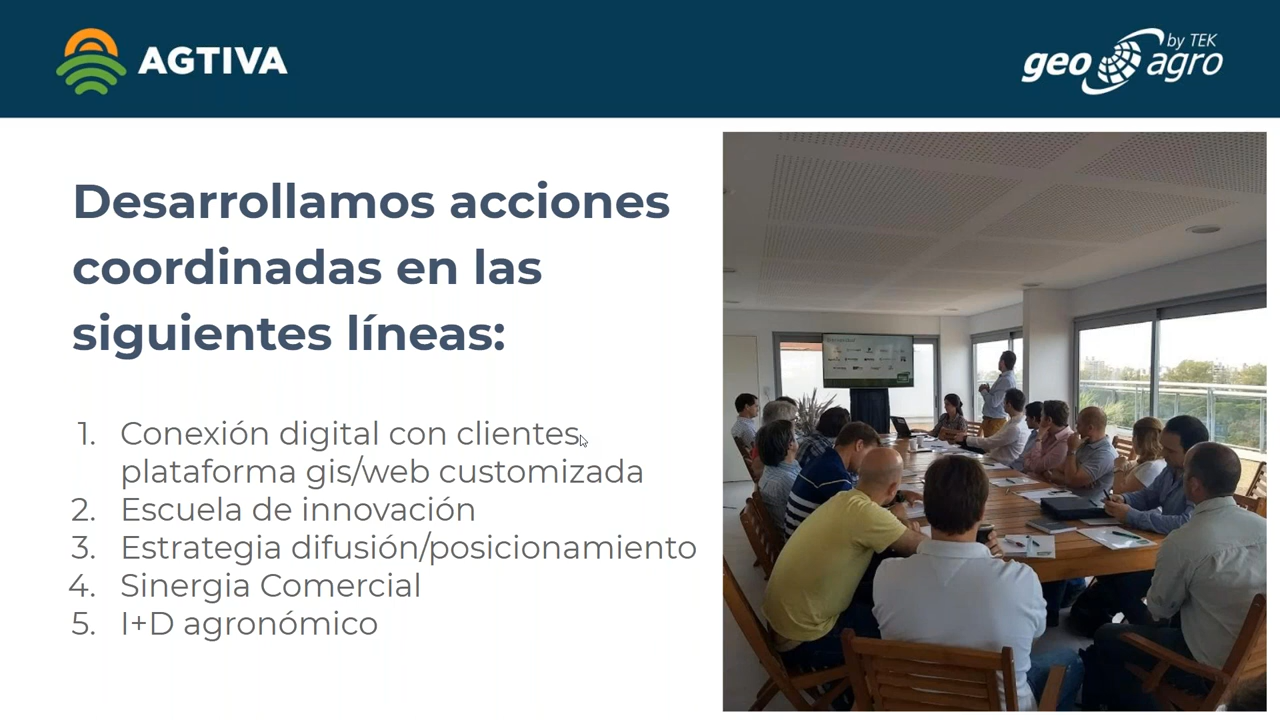 AGTIVA
geo agro by TEK
Desarrollamos acciones
coordinadas en las
siguientes líneas:
1. Conexión digital con clientes,
plataforma gis/web customizada
2. Escuela de innovación
3. Estrategia difusión/posicionamiento
4. Sinergia Comercial
5. I+D agronómico